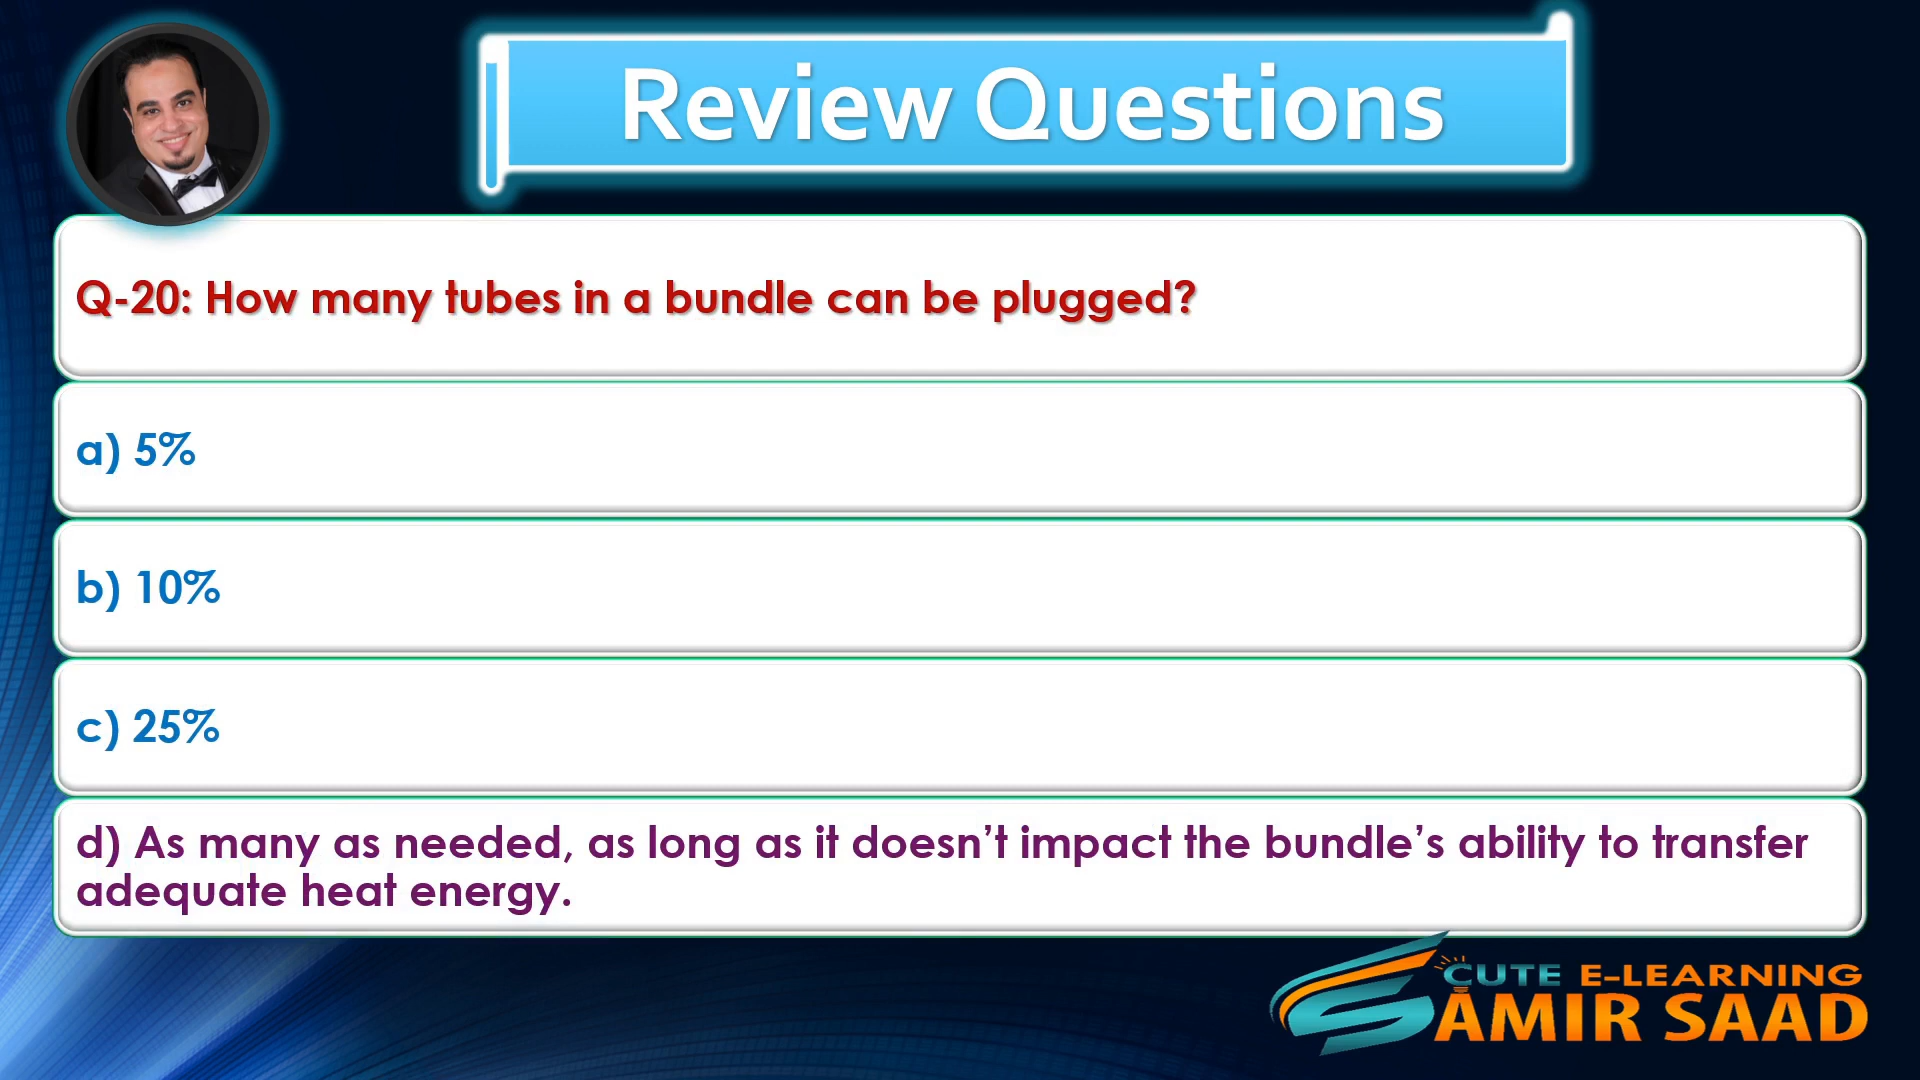 Review Questions
Q-20: How many tubes in a bundle can be plugged?
a) 5%
b) 10%
c) 25%
d) As many as needed, as long as it doesn’t impact the bundle’s ability to transfer
adequate heat energy.
CUTE E-LEARNING
AMIR SAAD